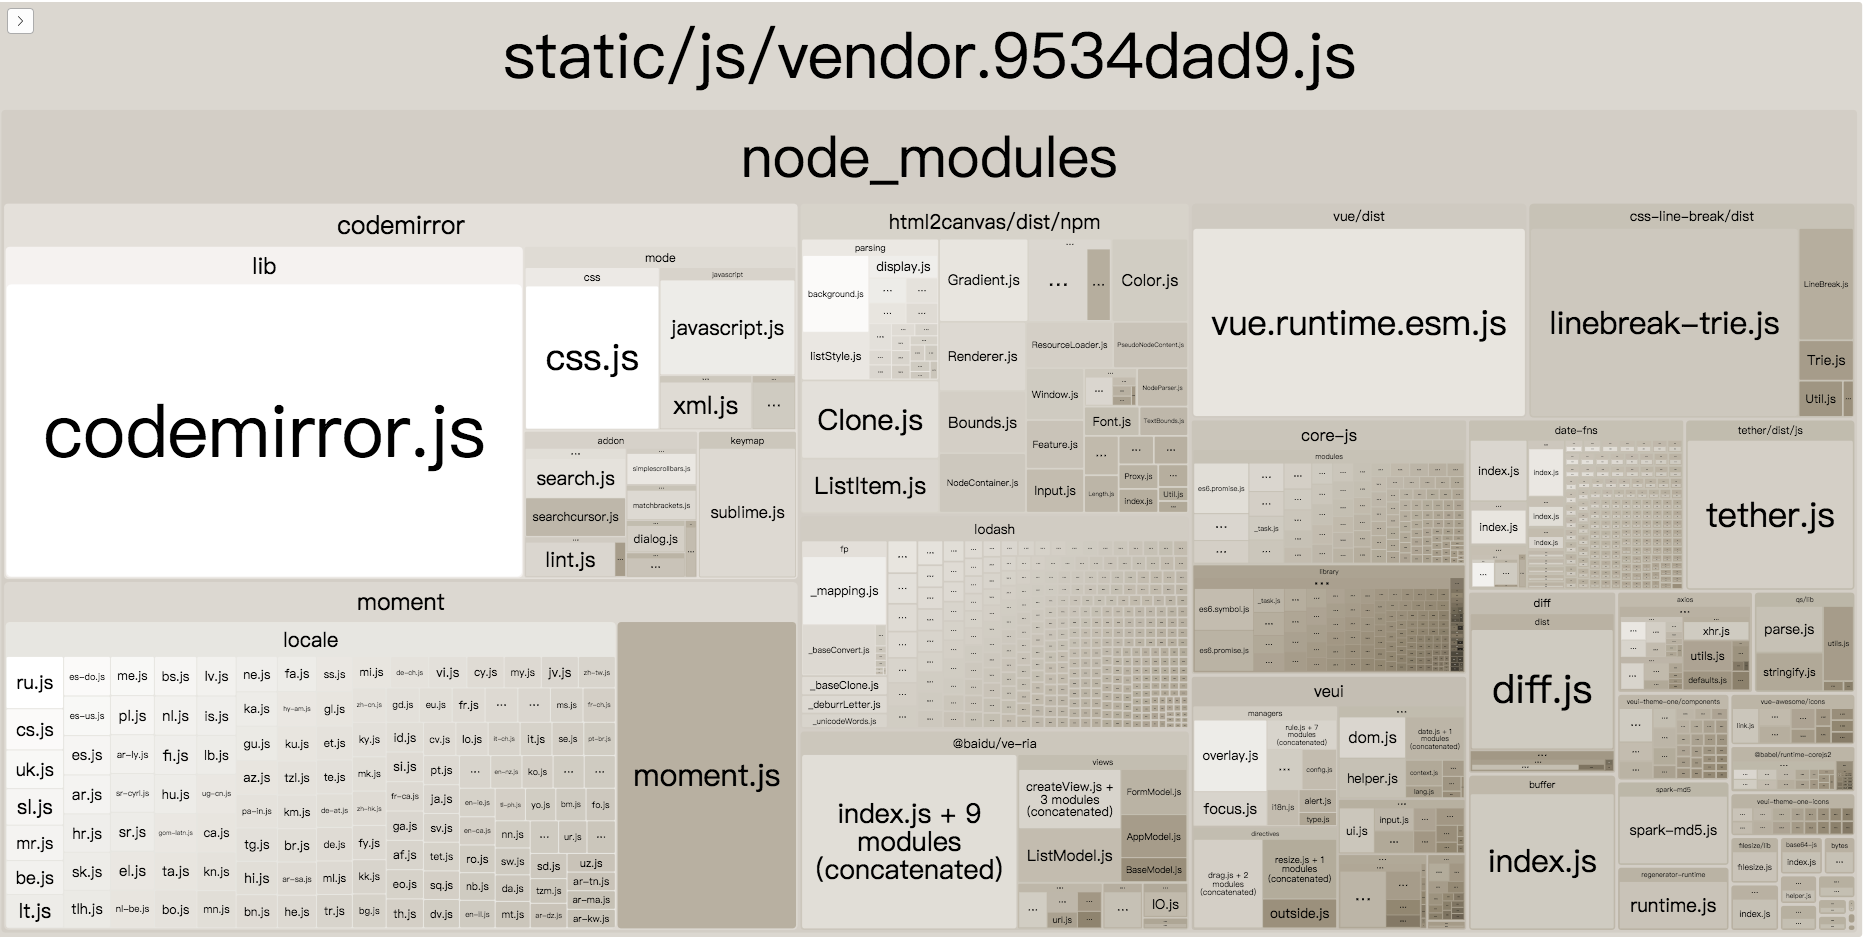 static/js/vendor.9534dad9.js
node_modules
codemirror
lib
codemirror.js
mode
css
css.js
javascript
javascript.js
...
xml.js
...
addon
...
search.js
searchcursor.js
...
lint.js
simplescrollbars.js
matchbrackets.js
dialog.js
...
keymap
sublime.js
moment
locale
ru.js
cs.js
uk.js
sl.js
mr.js
be.js
lt.js
es-do.js
es-us.js
es.js
ar.js
hr.js
sk.js
tlh.js
me.js
pl.js
ar-ly.js
sr-cyrl.js
sr.js
el.js
nl-be.js
bs.js
nl.js
fi.js
hu.js
gom-latn.js
ta.js
bo.js
lv.js
is.js
lb.js
ug-cn.js
ca.js
kn.js
mn.js
ne.js
ka.js
gu.js
az.js
pa-in.js
tg.js
hi.js
bn.js
fa.js
hy-am.js
ku.js
tzl.js
km.js
br.js
ar-sa.js
he.js
ss.js
gl.js
et.js
te.js
de-at.js
de.js
ml.js
tr.js
mi.js
zh-cn.js
ky.js
mk.js
zh-hk.js
fy.js
kk.js
bg.js
de-ch.js
gd.js
id.js
si.js
fr-ca.js
ga.js
af.js
eo.js
th.js
vi.js
eu.js
cv.js
pt.js
ja.js
sv.js
tet.js
sq.js
dv.js
cy.js
fr.js
lo.js
...
en-ie.js
en-ca.js
ro.js
nb.js
en-il.js
my.js
...
it-ch.js
en-nz.js
tl-ph.js
nn.js
sw.js
da.js
mt.js
jv.js
...
it.js
ko.js
yo.js
...
sd.js
tzm.js
ar-dz.js
zh-tw.js
ms.js
fr-ch.js
se.js
pt-br.js
...
...
bm.js
fo.js
ur.js
...
uz.js
ar-tn.js
ar-ma.js
ar-kw.js
moment.js
html2canvas/dist/npm
parsing
background.js
display.js
listStyle.js
Clone.js
ListItem.js
Gradient.js
Renderer.js
Bounds.js
NodeContainer.js
...
...
Color.js
ResourceLoader.js
PseudoNodeContent.js
Window.js
...
NodeParser.js
Feature.js
Font.js
TextBounds.js
...
Input.js
Length.js
Proxy.js
index.js
Util.js
lodash
fp
_mapping.js
_baseConvert.js
_baseClone.js
_deburrLetter.js
_unicodeWords.js
@baidu/ve-ria
index.js + 9
modules
(concatenated)
views
createView.js +
3 modules
(concatenated)
ListModel.js
FormModel.js
AppModel.js
BaseModel.js
...
uri.js
...
IO.js
vue/dist
vue.runtime.esm.js
css-line-break/dist
linebreak-trie.js
LineBreak.js
Trie.js
Util.js
core-js
modules
es6.promise.js
...
_task.js
library
...
es6.symbol.js
es6.promise.js
_task.js
veui
managers
overlay.js
focus.js
rule.js + 7
modules
(concatenated)
...
config.js
i18n.js
alert.js
type.js
directives
drag.js + 2
modules
(concatenated)
resize.js + 1
modules
(concatenated)
outside.js
...
dom.js
helper.js
date.js + 1
modules
(concatenated)
context.js
lang.js
...
ui.js
input.js
...
date-fns
index.js
index.js
index.js
index.js
index.js
tether/dist/js
tether.js
diff
dist
diff.js
buffer
index.js
axios
...
xhr.js
utils.js
defaults.js
qs/lib
parse.js
stringify.js
utils.js
veui-theme-one/components
vue-awesome/icons
link.js
@babel/runtime-corejs2
spark-md5
spark-md5.js
veui-theme-one-icons
regenerator-runtime
runtime.js
filesize/lib
filesize.js
base64-js
index.js
bytes
...
helper.js
index.js